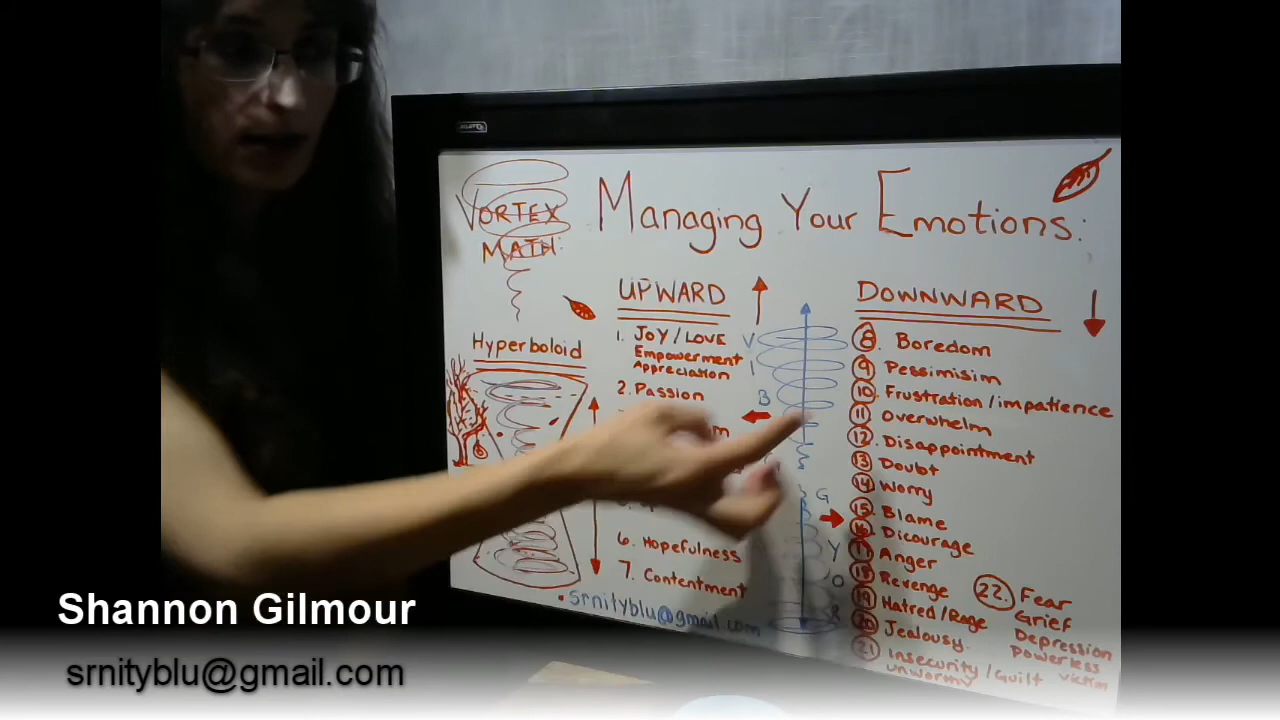 VORTEX
MATH:
Managing Your Emotions:
Hyperboloid
UPWARD
1. JOY / LOVE
Empowerment
Appreciation
2. Passion
6. Hopefulness
7. Contentment
• srnityblu@gmail.com
V
I
B
G
Y
O
R
DOWNWARD
8. Boredom
9. Pessimisim
10. Frustration / impatience
11. Overwhelm
12. Disappointment
13. Doubt
14. Worry
15. Blame
16. Dicourage
17. Anger
18. Revenge
19. Hatred / Rage
20. Jealousy.
21. Insecurity / Guilt
22. Fear
Grief
Depression
Powerless
victim
Shannon Gilmour
srnityblu@gmail.com